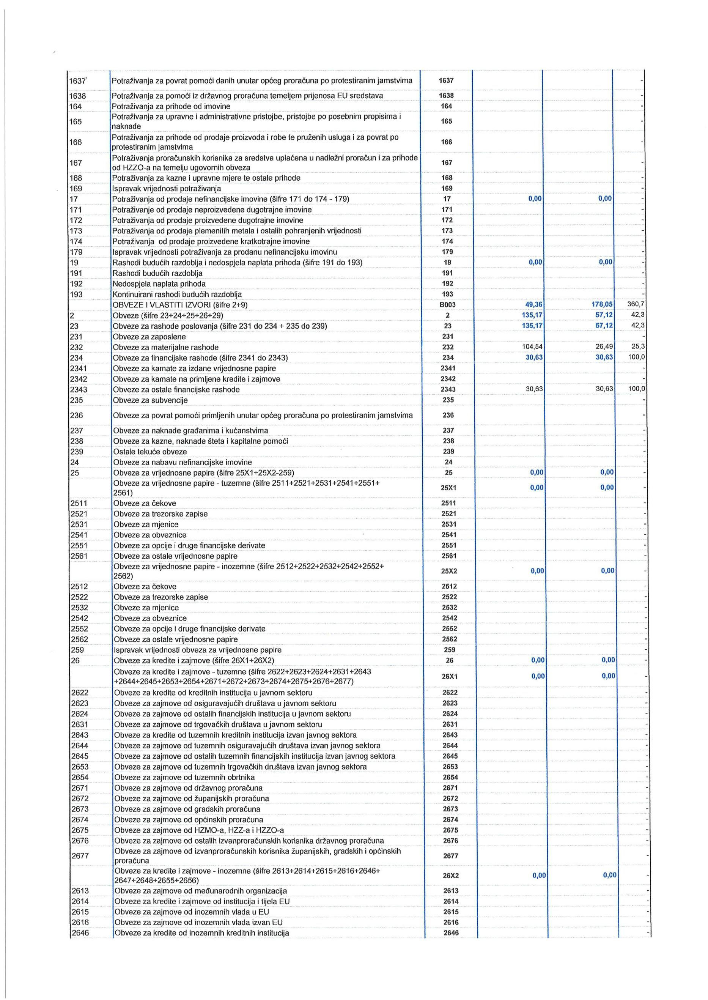 1637 Potraživanja za povrat pomoći danih unutar općeg proračuna po protestiranim jamstvima 1637 -
1638 Potraživanja za pomoći iz državnog proračuna temeljem prijenosa EU sredstava 1638 -
164 Potraživanja za prihode od imovine 164 -
165 Potraživanja za upravne i administrativne pristojbe, pristojbe po posebnim propisima i
naknade 165 -
166 Potraživanja za prihode od prodaje proizvoda i robe te pruženih usluga i za povrat po
protestiranim jamstvima 166 -
167 Potraživanja proračunskih korisnika za sredstva uplaćena u nadležni proračun i za prihode
od HZZO-a na temelju ugovornih obveza 167 -
168 Potraživanja za kazne i upravne mjere te ostale prihode 168 -
169 Ispravak vrijednosti potraživanja 169 -
17 Potraživanja od prodaje nefinancijske imovine (šifre 171 do 174 - 179) 17 0,00 0,00 -
171 Potraživanje od prodaje neproizvedene dugotrajne imovine 171 -
172 Potraživanja od prodaje proizvedene dugotrajne imovine 172 -
173 Potraživanja od prodaje plemenitih metala i ostalih pohranjenih vrijednosti 173 -
174 Potraživanja od prodaje proizvedene kratkotrajne imovine 174 -
179 Ispravak vrijednosti potraživanja za prodanu nefinancijsku imovinu 179 -
19 Rashodi budućih razdoblja i nedospjela naplata prihoda (šifre 191 do 193) 19 0,00 0,00 -
191 Rashodi budućih razdoblja 191 -
192 Nedospjela naplata prihoda 192 -
193 Kontinuirani rashodi budućih razdoblja 193 -
OBVEZE I VLASTITI IZVORI (šifre 2+9) B003 49,36 178,05 360,7
2 Obveze (šifre 23+24+25+26+29) 2 135,17 57,12 42,3
23 Obveze za rashode poslovanja (šifre 231 do 234 + 235 do 239) 23 135,17 57,12 42,3
231 Obveze za zaposlene 231 -
232 Obveze za materijalne rashode 232 104,54 26,49 25,3
234 Obveze za financijske rashode (šifre 2341 do 2343) 234 30,63 30,63 100,0
2341 Obveze za kamate za izdane vrijednosne papire 2341 -
2342 Obveze za kamate na primljene kredite i zajmove 2342 -
2343 Obveze za ostale financijske rashode 2343 30,63 30,63 100,0
235 Obveze za subvencije 235 -
236 Obveze za povrat pomoći primljenih unutar općeg proračuna po protestiranim jamstvima 236 -
237 Obveze za naknade građanima i kućanstvima 237 -
238 Obveze za kazne, naknade šteta i kapitalne pomoći 238 -
239 Ostale tekuće obveze 239 -
24 Obveze za nabavu nefinancijske imovine 24 -
25 Obveze za vrijednosne papire (šifre 25X1+25X2-259) 25 0,00 0,00 -
Obveze za vrijednosne papire - tuzemne (šifre 2511+2521+2531+2541+2551+
2561) 25X1 0,00 0,00 -
2511 Obveze za čekove 2511 -
2521 Obveze za trezorske zapise 2521 -
2531 Obveze za mjenice 2531 -
2541 Obveze za obveznice 2541 -
2551 Obveze za opcije i druge financijske derivate 2551 -
2561 Obveze za ostale vrijednosne papire 2561 -
Obveze za vrijednosne papire - inozemne (šifre 2512+2522+2532+2542+2552+
2562) 25X2 0,00 0,00 -
2512 Obveze za čekove 2512 -
2522 Obveze za trezorske zapise 2522 -
2532 Obveze za mjenice 2532 -
2542 Obveze za obveznice 2542 -
2552 Obveze za opcije i druge financijske derivate 2552 -
2562 Obveze za ostale vrijednosne papire 2562 -
259 Ispravak vrijednosti obveza za vrijednosne papire 259 -
26 Obveze za kredite i zajmove (šifre 26X1+26X2) 26 0,00 0,00 -
Obveze za kredite i zajmove - tuzemne (šifre 2622+2623+2624+2631+2643
+2644+2645+2653+2654+2671+2672+2673+2674+2675+2676+2677) 26X1 0,00 0,00 -
2622 Obveze za kredite od kreditnih institucija u javnom sektoru 2622 -
2623 Obveze za zajmove od osiguravajućih društava u javnom sektoru 2623 -
2624 Obveze za zajmove od ostalih financijskih institucija u javnom sektoru 2624 -
2631 Obveze za zajmove od trgovačkih društava u javnom sektoru 2631 -
2643 Obveze za kredite od tuzemnih kreditnih institucija izvan javnog sektora 2643 -
2644 Obveze za zajmove od tuzemnih osiguravajućih društava izvan javnog sektora 2644 -
2645 Obveze za zajmove od ostalih tuzemnih financijskih institucija izvan javnog sektora 2645 -
2653 Obveze za zajmove od tuzemnih trgovačkih društava izvan javnog sektora 2653 -
2654 Obveze za zajmove od tuzemnih obrtnika 2654 -
2671 Obveze za zajmove od državnog proračuna 2671 -
2672 Obveze za zajmove od županijskih proračuna 2672 -
2673 Obveze za zajmove od gradskih proračuna 2673 -
2674 Obveze za zajmove od općinskih proračuna 2674 -
2675 Obveze za zajmove od HZMO-a, HZZ-a i HZZO-a 2675 -
2676 Obveze za zajmove od ostalih izvanproračunskih korisnika državnog proračuna 2676 -
2677 Obveze za zajmove od izvanproračunskih korisnika županijskih, gradskih i općinskih
proračuna 2677 -
Obveze za kredite i zajmove - inozemne (šifre 2613+2614+2615+2616+2646+
2647+2648+2655+2656) 26X2 0,00 0,00 -
2613 Obveze za zajmove od međunarodnih organizacija 2613 -
2614 Obveze za kredite i zajmove od institucija i tijela EU 2614 -
2615 Obveze za zajmove od inozemnih vlada u EU 2615 -
2616 Obveze za zajmove od inozemnih vlada izvan EU 2616 -
2646 Obveze za kredite od inozemnih kreditnih institucija 2646 -